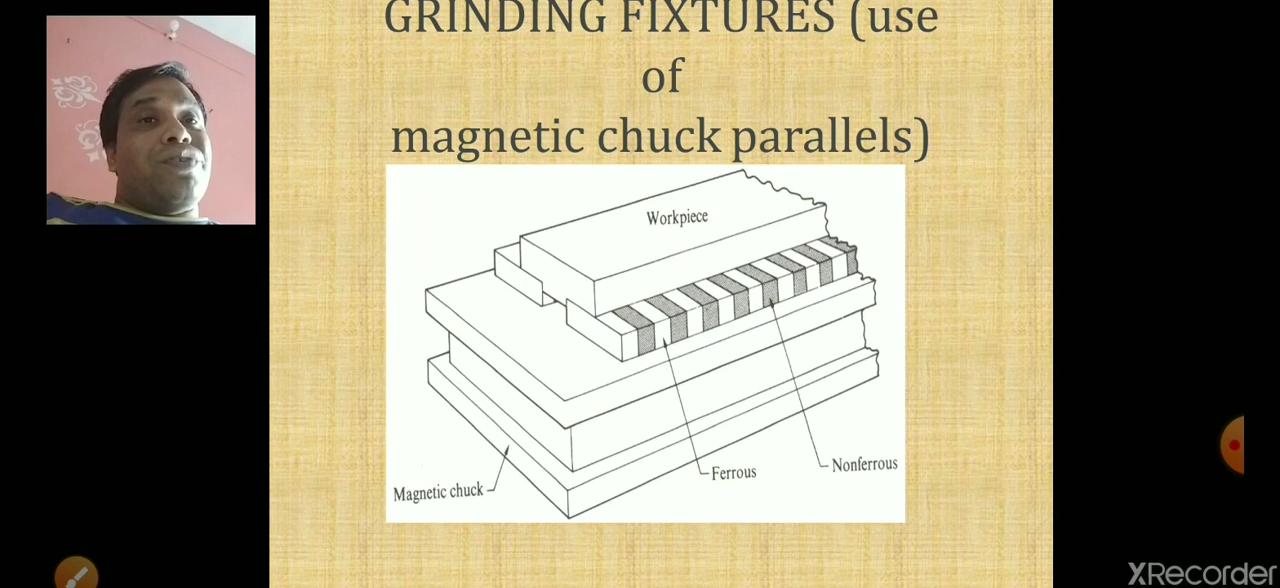 GRINDING FIXTURES (use
of
magnetic chuck parallels)
Workpiece
Nonferrous
Ferrous
Magnetic chuck
XRecorder